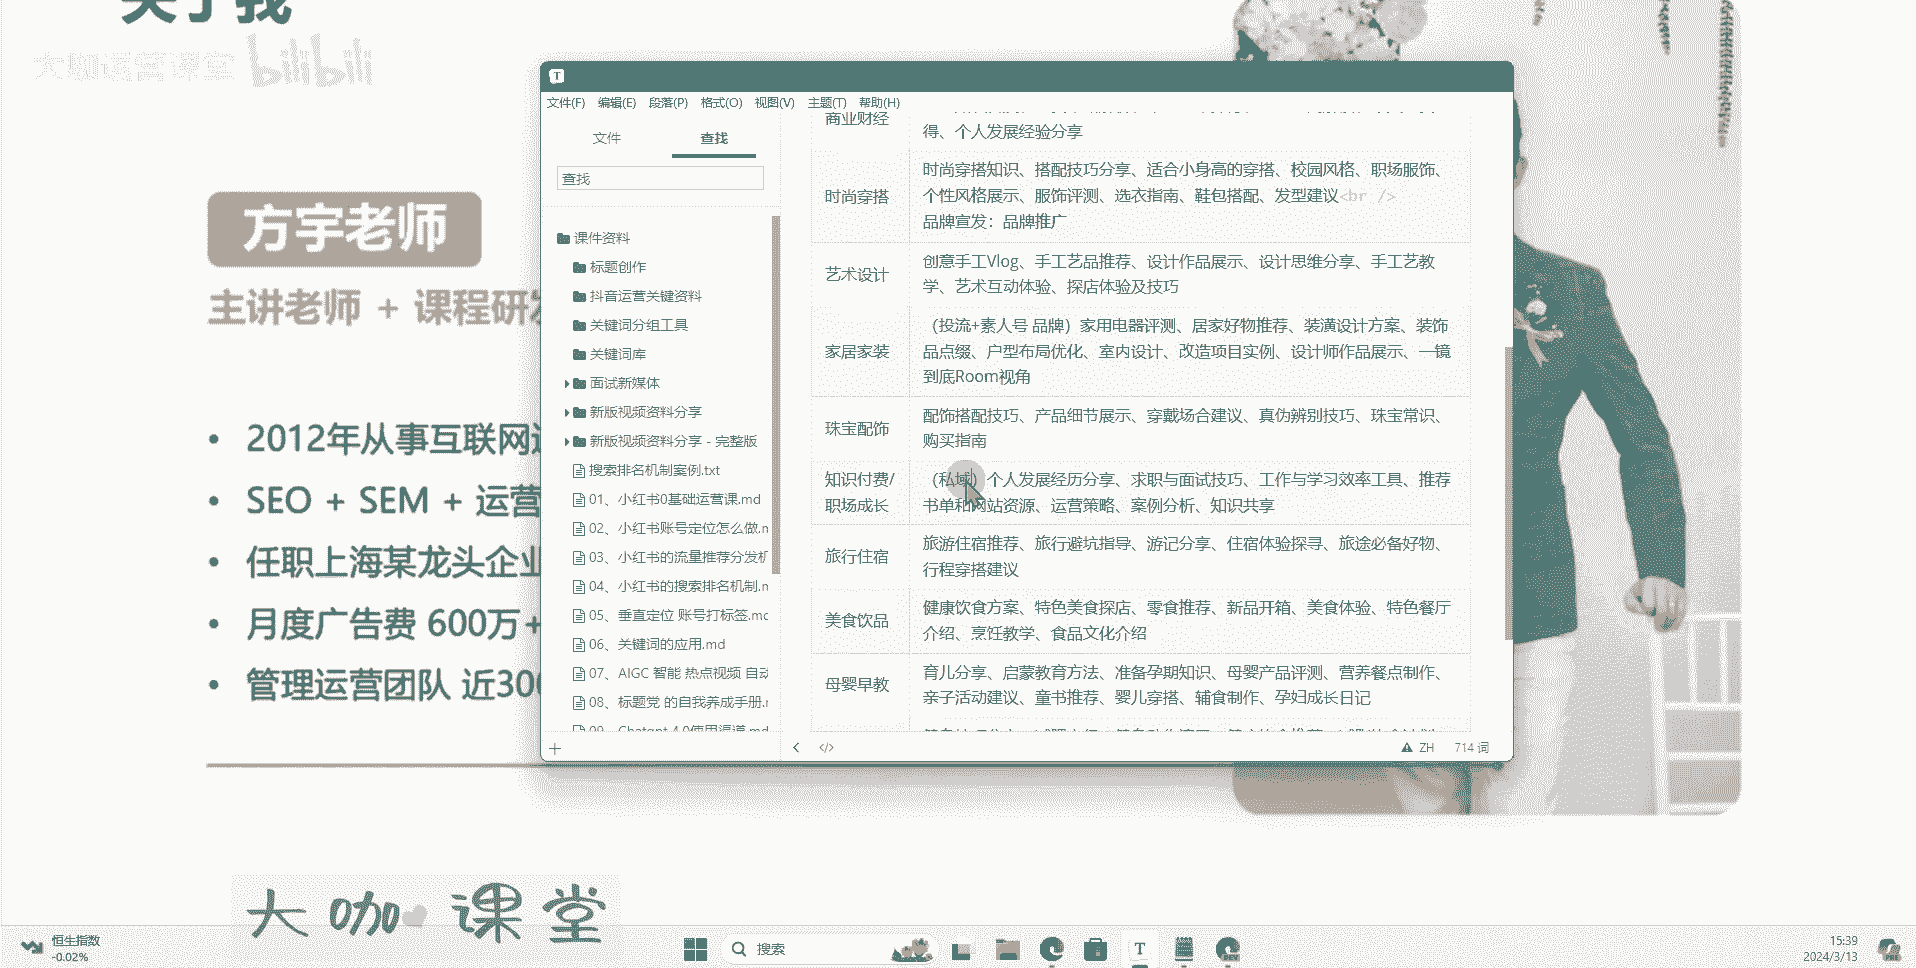 关于我
大咖运营课堂 bilibili
方宇老师
主讲老师 + 课程研发
• 2012年从事互联网
• SEO + SEM + 运营
• 任职上海某龙头企业
• 月度广告费 600万+
• 管理运营团队 近300
文件(F) 编辑(E) 段落(P) 格式(O) 视图(V) 主题(T) 帮助(H)
文件 查找
查找
课件资料
标题创作
抖音运营关键资料
关键词分组工具
关键词库
面试新媒体
新版视频资料分享
新版视频资料分享 - 完整版
搜索排名机制案例.txt
01、小红书0基础运营课.md
02、小红书账号定位怎么做.m
03、小红书的流量推荐分发机
04、小红书的搜索排名机制.m
05、垂直定位 账号打标签.mc
06、关键词的应用.md
07、AIGC 智能 热点视频 自动
08、标题党 的自我养成手册.r
09、Chatgpt 4.0使用渠道.md
商业财经
得、个人发展经验分享
时尚穿搭
时尚穿搭知识、搭配技巧分享、适合小身高的穿搭、校园风格、职场服饰、
个性风格展示、服饰评测、选衣指南、鞋包搭配、发型建议<br />
品牌宣发：品牌推广
艺术设计
创意手工Vlog、手工艺品推荐、设计作品展示、设计思维分享、手工艺教
学、艺术互动体验、探店体验及技巧
家居家装
（投流+素人号 品牌）家用电器评测、居家好物推荐、装潢设计方案、装饰
品点缀、户型布局优化、室内设计、改造项目实例、设计师作品展示、一镜
到底Room视角
珠宝配饰
配饰搭配技巧、产品细节展示、穿戴场合建议、真伪辨别技巧、珠宝常识、
购买指南
知识付费/
职场成长
（私域）个人发展经历分享、求职与面试技巧、工作与学习效率工具、推荐
书单和网站资源、运营策略、案例分析、知识共享
旅行住宿
旅游住宿推荐、旅行避坑指导、游记分享、住宿体验探寻、旅途必备好物、
行程穿搭建议
美食饮品
健康饮食方案、特色美食探店、零食推荐、新品开箱、美食体验、特色餐厅
介绍、烹饪教学、食品文化介绍
母婴早教
育儿分享、启蒙教育方法、准备孕期知识、母婴产品评测、营养餐点制作、
亲子活动建议、童书推荐、婴儿穿搭、辅食制作、孕妇成长日记
ZH 714 词
大咖课堂
恒生指数
-0.02%
搜索
15:39
2024/3/13